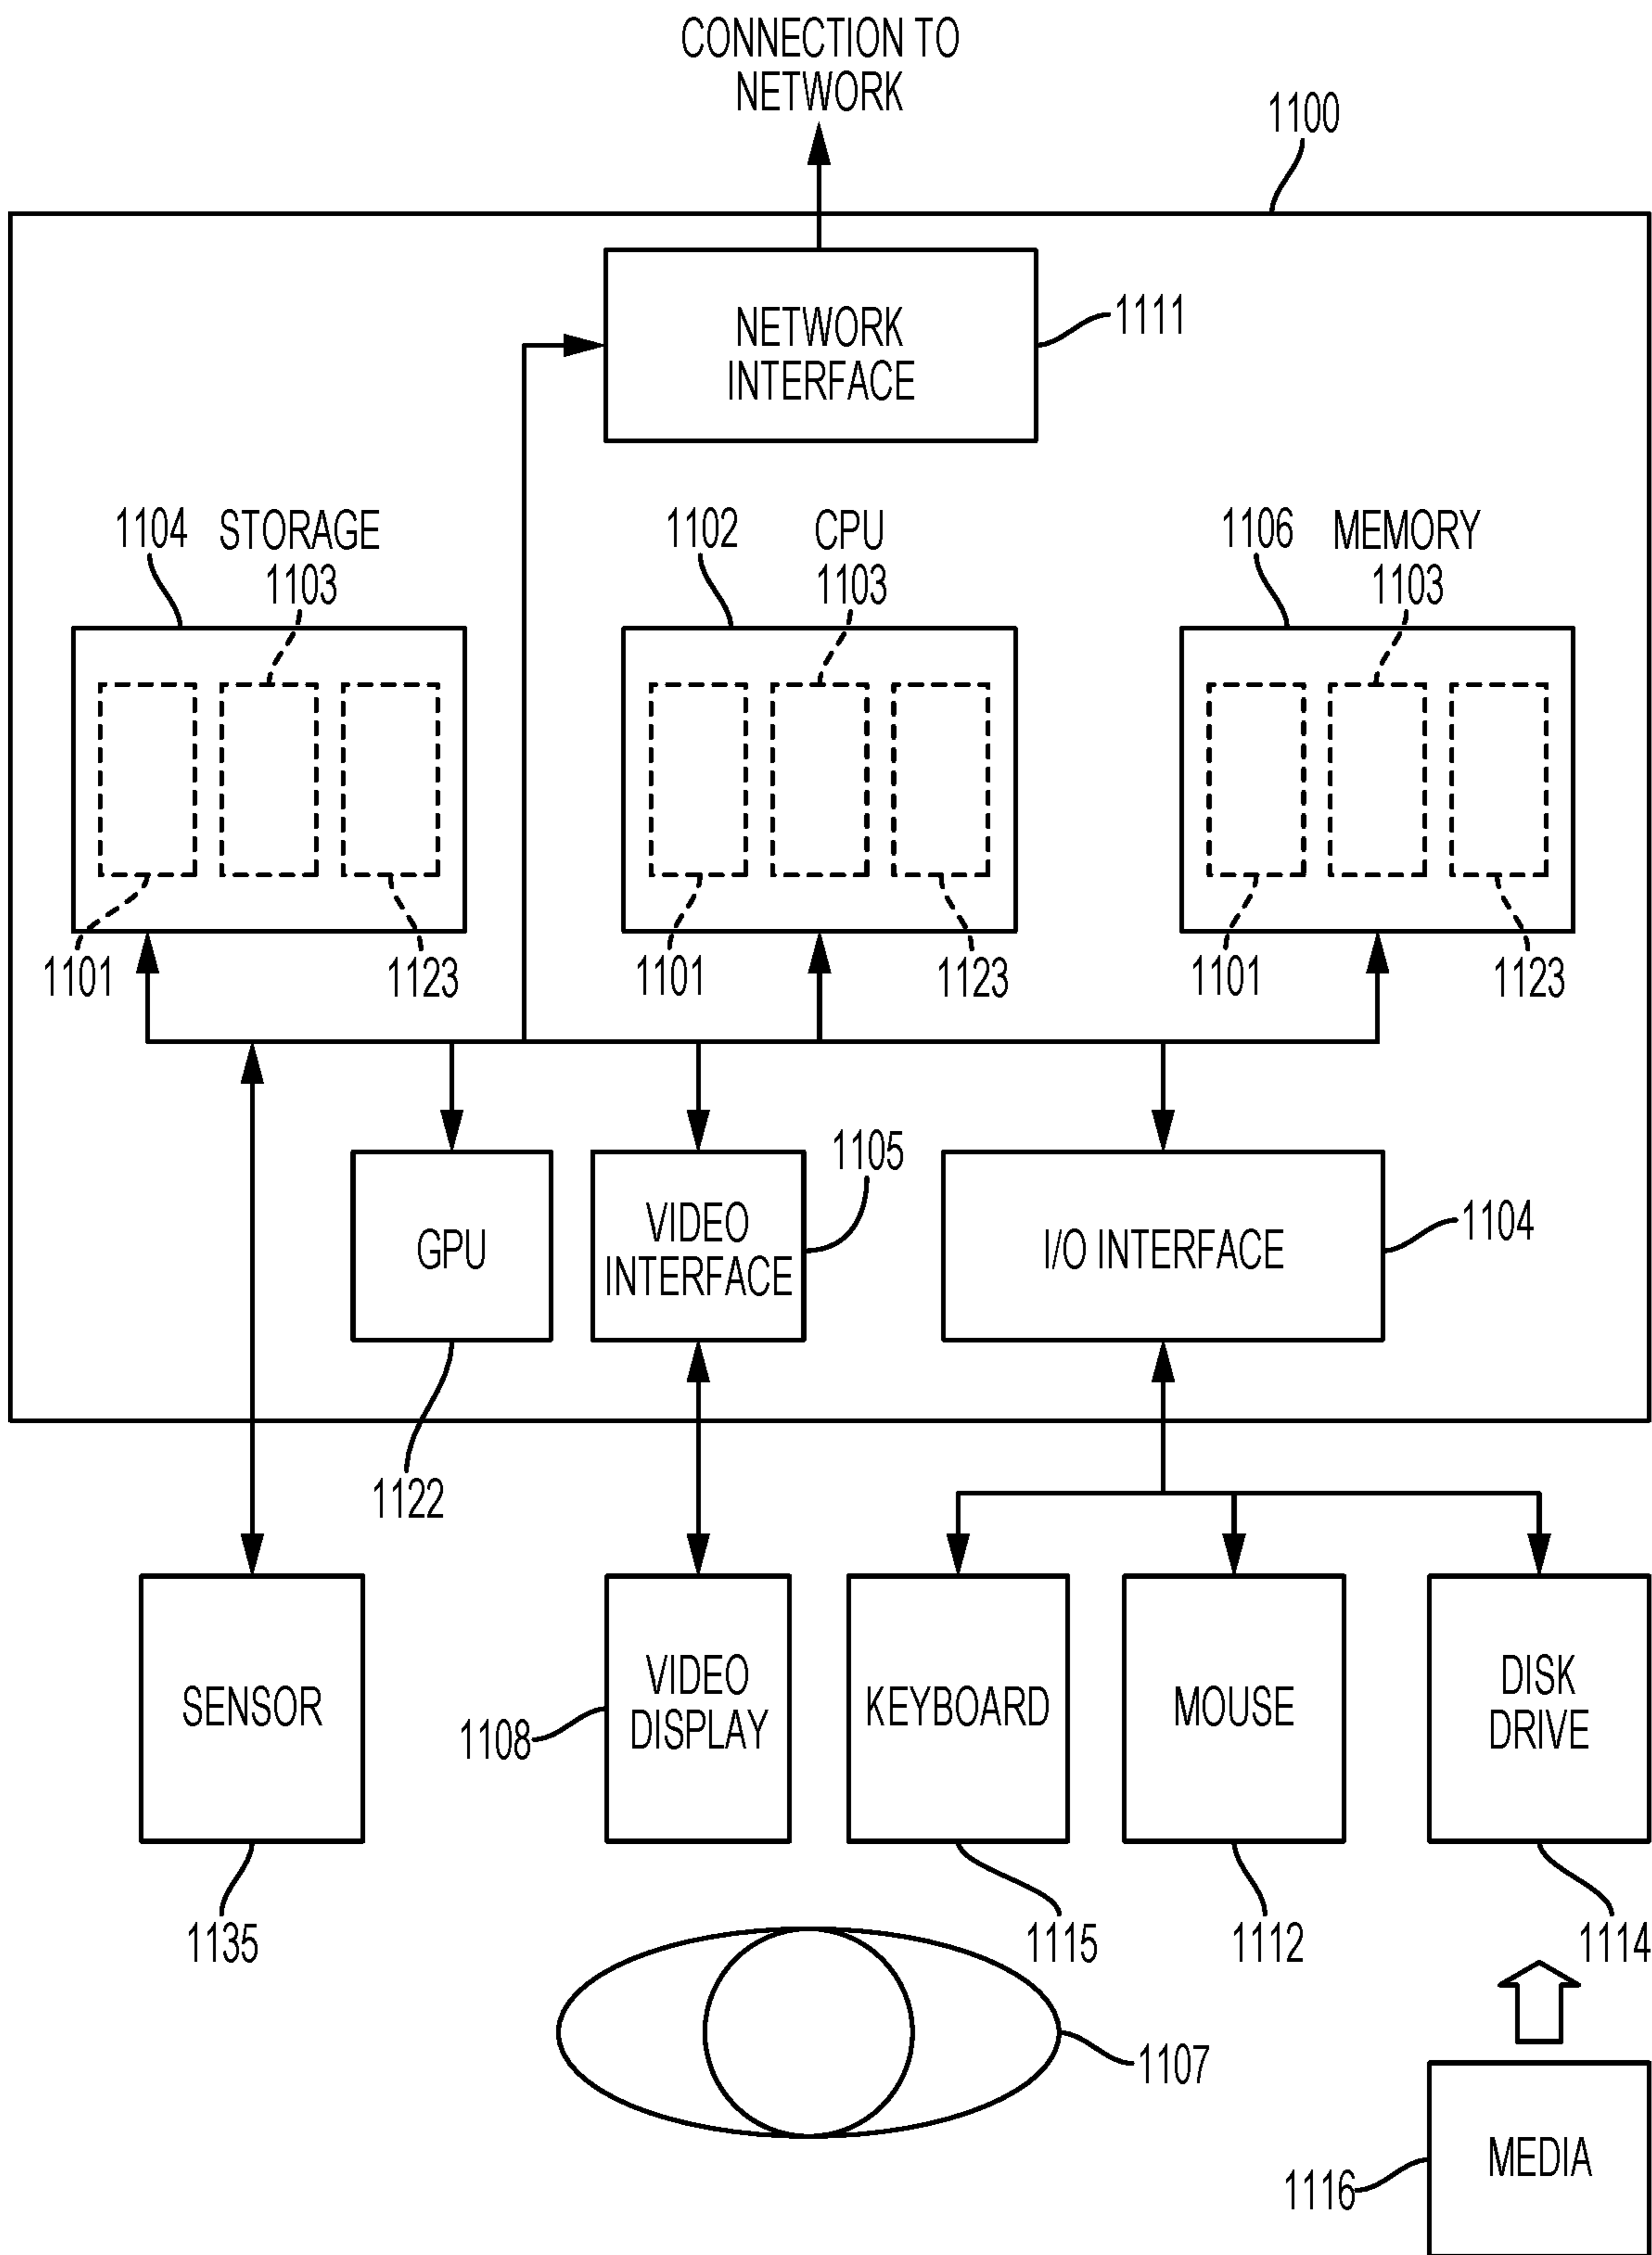 CONNECTION TO
NETWORK
1100
NETWORK
INTERFACE
1111
1104 STORAGE
1103
1102 CPU
1103
1106 MEMORY
1103
1101 1123
1101 1123
1101 1123
GPU
VIDEO
INTERFACE
1105
I/O INTERFACE
1104
1122
SENSOR
VIDEO
DISPLAY
1108
KEYBOARD
MOUSE
DISK
DRIVE
1135
1115
1112
1114
1107
MEDIA
1116